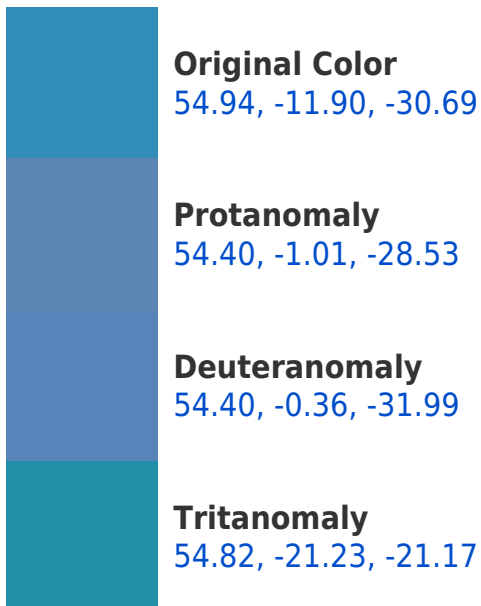 Original Color
54.94, -11.90, -30.69
Protanomaly
54.40, -1.01, -28.53
Deuteranomaly
54.40, -0.36, -31.99
Tritanomaly
54.82, -21.23, -21.17